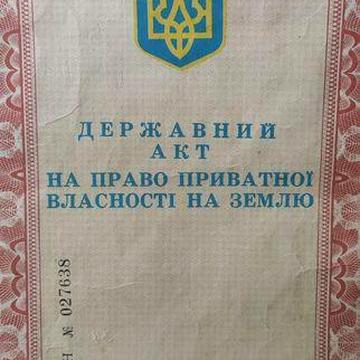 ДЕРЖАВНИЙ
АКТ
НА ПРАВО ПРИВАТНОЇ
ВЛАСНОСТІ НА ЗЕМЛЮ
Н № 027638